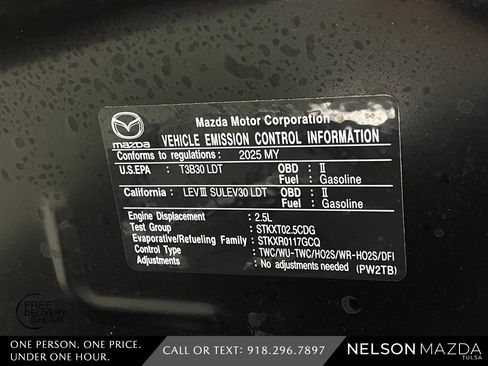 Mazda Motor Corporation
mazda
VEHICLE EMISSION CONTROL INFORMATION
Conforms to regulations: 2025 MY
U.S.EPA : T3B30 LDT OBD : II
Fuel : Gasoline
California : LEVIII SULEV30 LDT OBD : II
Fuel : Gasoline
Engine Displacement : 2.5L
Test Group : STKXT02.5CDG
Evaporative/Refueling Family : STKXR0117GCQ
Control Type : TWC/WU-TWC/HO2S/WR-HO2S/DFI
Adjustments : No adjustments needed (PW2TB)
FREE
DELIVERY
@HOME
ONE PERSON. ONE PRICE.
UNDER ONE HOUR.
CALL OR TEXT: 918.296.7897
NELSON MAZDA
TULSA